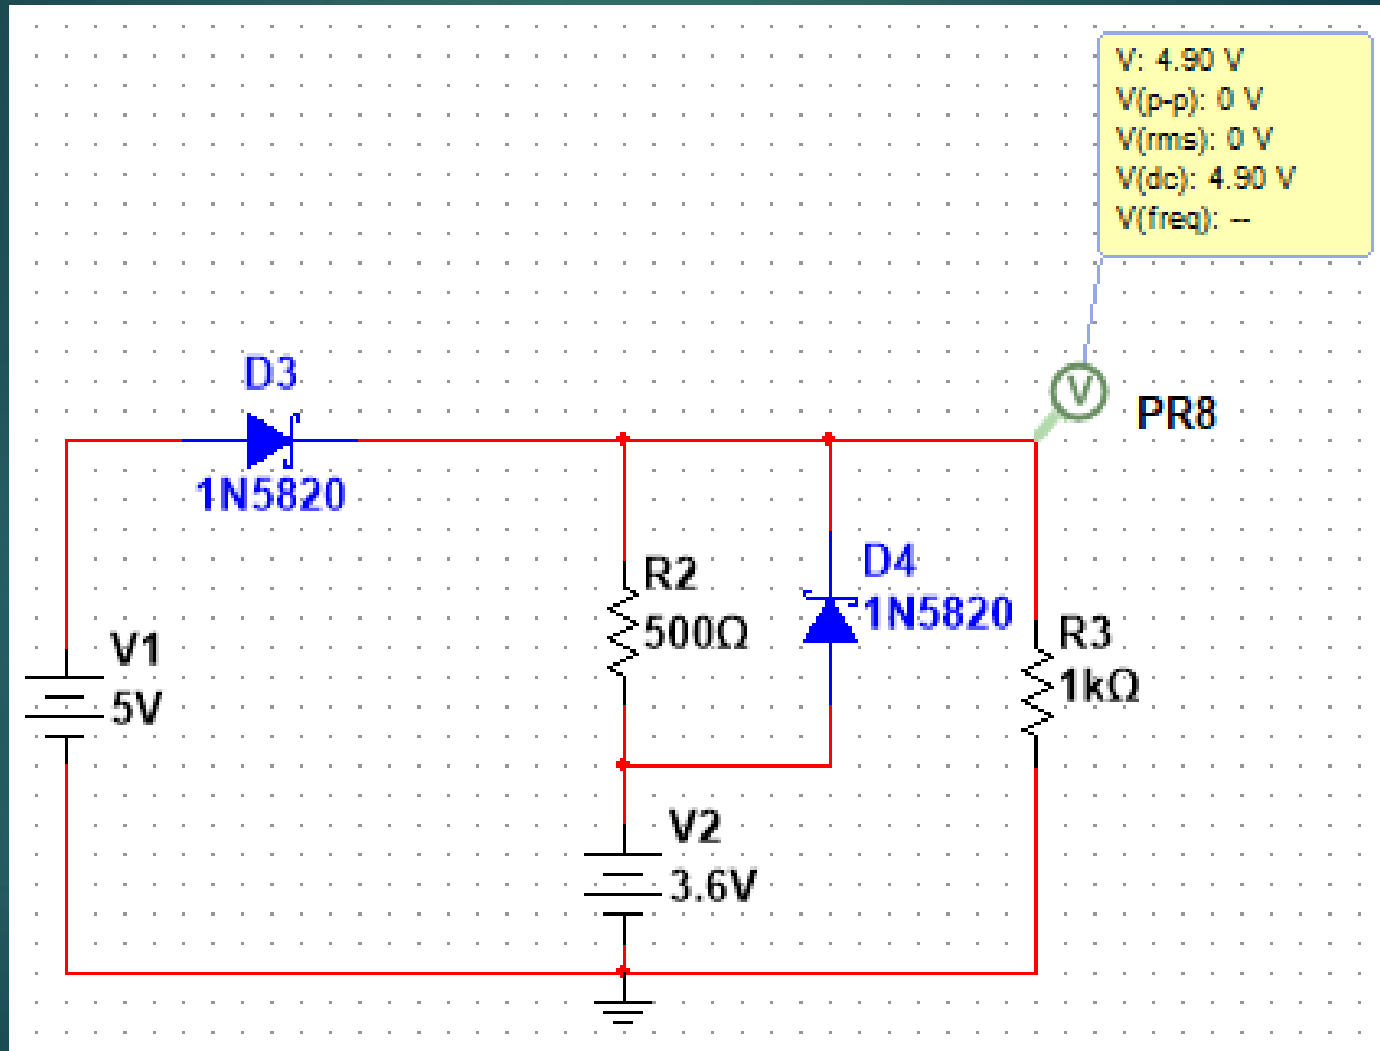 V: 4.90 V
V(p-p): 0 V
V(rms): 0 V
V(dc): 4.90 V
V(freq): --
V
PR8
D3
1N5820
R2
500Ω
D4
1N5820
R3
1kΩ
V1
5V
V2
3.6V